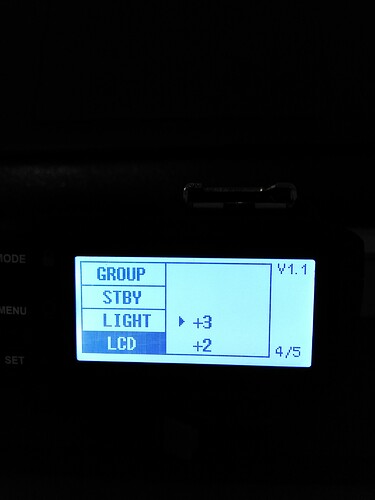 MODE
MENU
SET
GROUP
STBY
LIGHT
LCD
+3
+2
V1.1
4/5